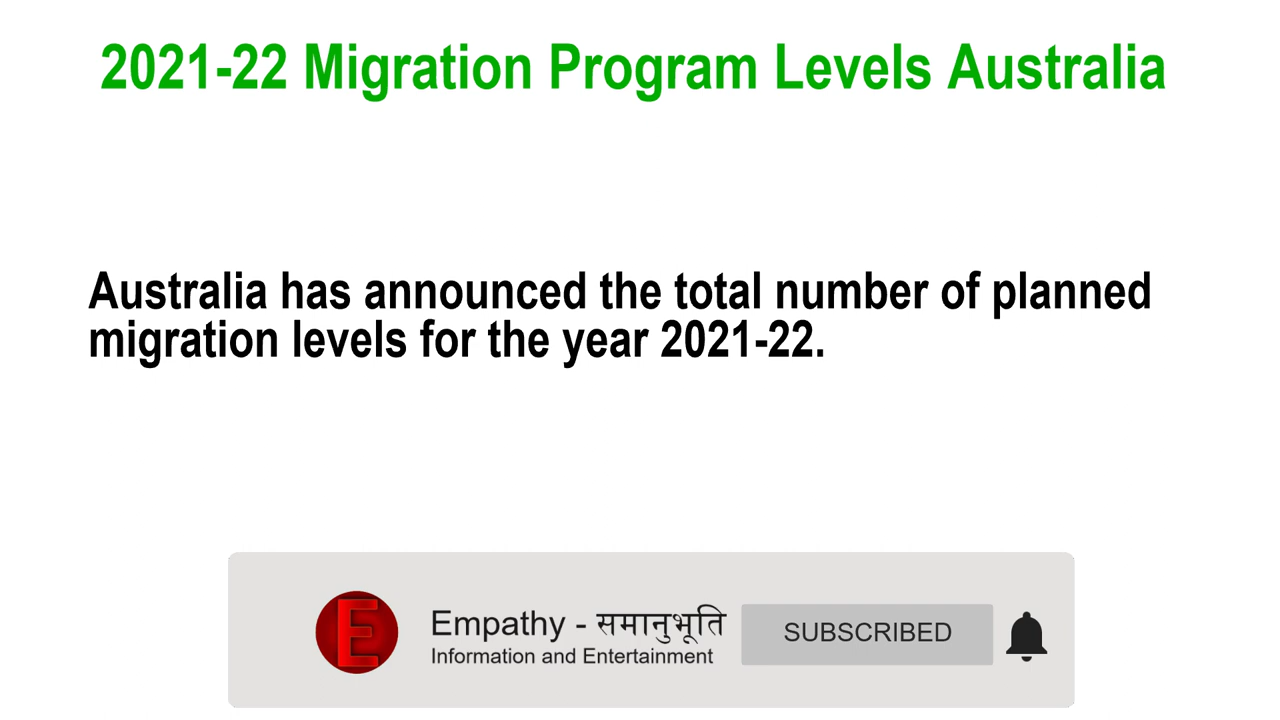 2021-22 Migration Program Levels Australia
Australia has announced the total number of planned
migration levels for the year 2021-22.
E
Empathy - समानुभूति
Information and Entertainment
SUBSCRIBED